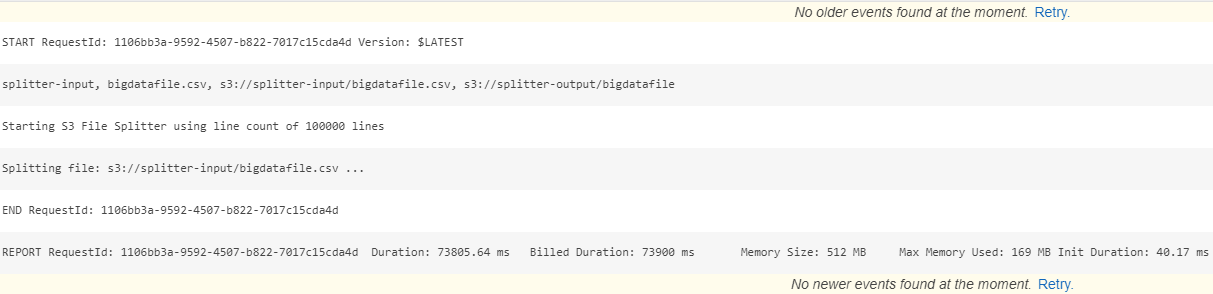 No older events found at the moment. Retry.
START RequestId: 1106bb3a-9592-4507-b822-7017c15cda4d Version: $LATEST
splitter-input, bigdatafile.csv, s3://splitter-input/bigdatafile.csv, s3://splitter-output/bigdatafile
Starting S3 File Splitter using line count of 100000 lines
Splitting file: s3://splitter-input/bigdatafile.csv ...
END RequestId: 1106bb3a-9592-4507-b822-7017c15cda4d
REPORT RequestId: 1106bb3a-9592-4507-b822-7017c15cda4d Duration: 73805.64 ms Billed Duration: 73900 ms Memory Size: 512 MB Max Memory Used: 169 MB Init Duration: 40.17 ms
No newer events found at the moment. Retry.